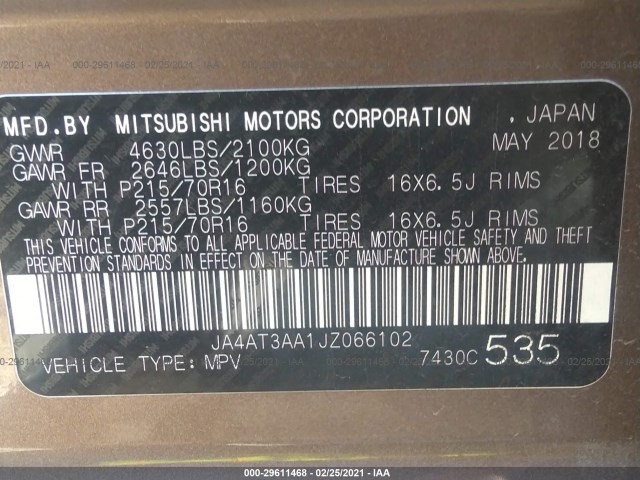 MFD.BY MITSUBISHI MOTORS CORPORATION , JAPAN
GVWR 4630LBS/2100KG MAY 2018
GAWR FR 2646LBS/1200KG
WITH P215/70R16 TIRES 16X6.5J RIMS
GAWR RR 2557LBS/1160KG
WITH P215/70R16 TIRES 16X6.5J RIMS
THIS VEHICLE CONFORMS TO ALL APPLICABLE FEDERAL MOTOR VEHICLE SAFETY AND THEFT
PREVENTION STANDARDS IN EFFECT ON THE DATE OF MANUFACTURE SHOWN ABOVE.
JA4AT3AA1JZ066102
VEHICLE TYPE: MPV 7430C 535
000-29611468 - 02/25/2021 - IAA